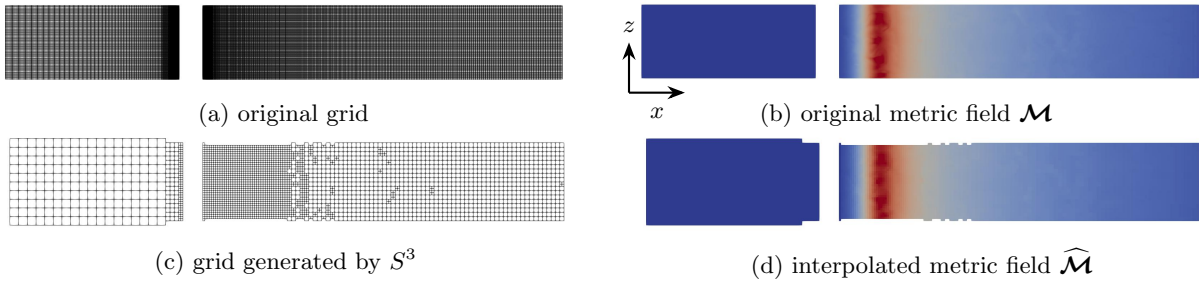 z
x
(a) original grid
(b) original metric field 𝓜
(c) grid generated by S³
(d) interpolated metric field 𝓜̂